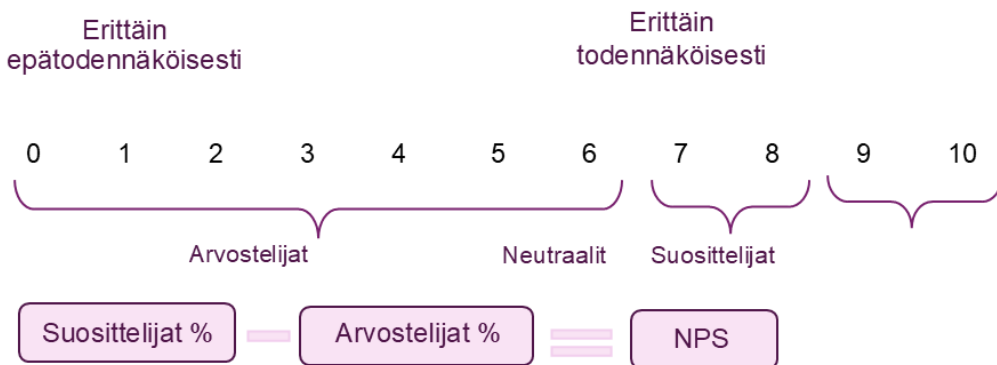 Erittäin
epätodennäköisesti
Erittäin
todennäköisesti
0 1 2 3 4 5 6 7 8 9 10
Arvostelijat Neutraalit Suosittelijat
Suosittelijat % Arvostelijat % NPS